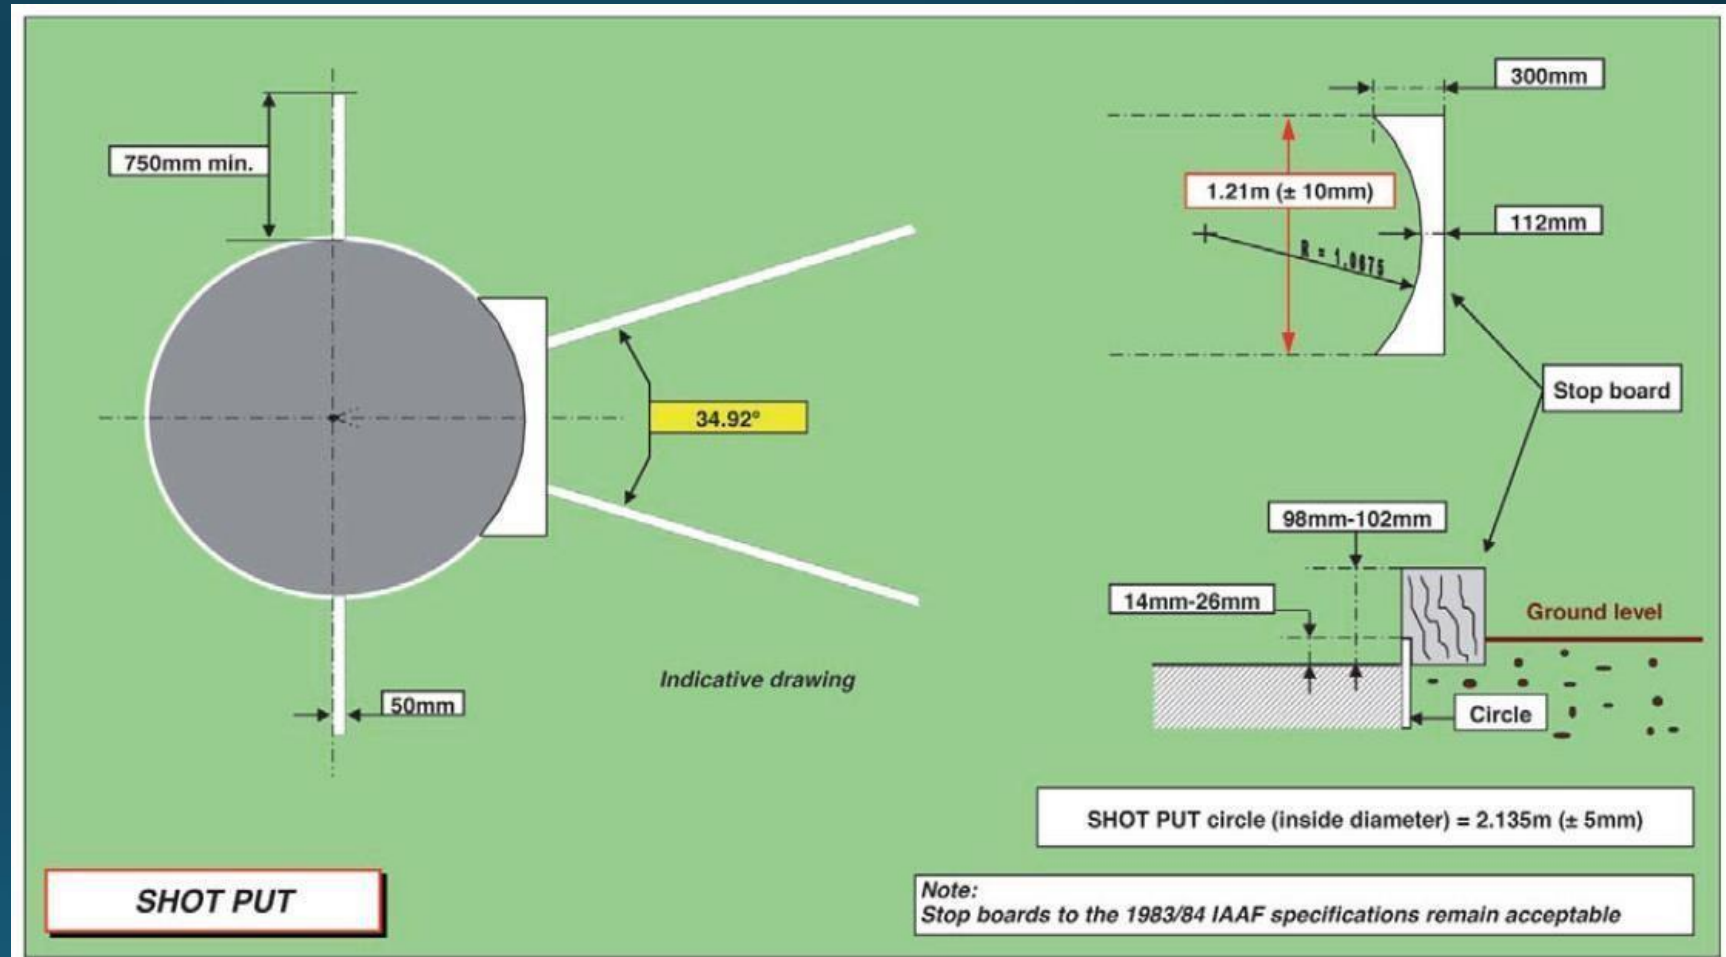 300mm
750mm min.
1.21m (± 10mm)
112mm
R = 1.0675
34.92°
Stop board
98mm-102mm
14mm-26mm
Ground level
Indicative drawing
50mm
Circle
SHOT PUT circle (inside diameter) = 2.135m (± 5mm)
SHOT PUT
Note:
Stop boards to the 1983/84 IAAF specifications remain acceptable